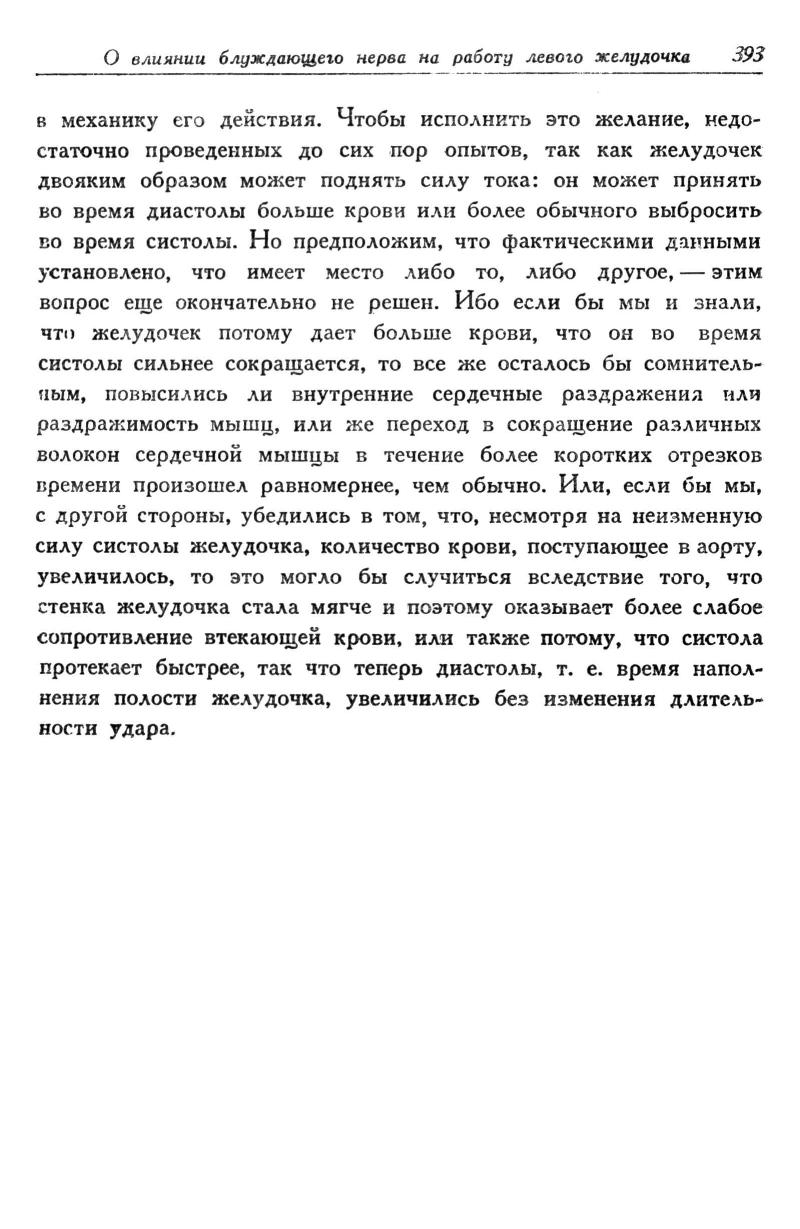 О влиянии блуждающего нерва на работу левого желудочка 393
в механику его действия. Чтобы исполнить это желание, недо-
статочно проведенных до сих пор опытов, так как желудочек
двояким образом может поднять силу тока: он может принять
во время диастолы больше крови или более обычного выбросить
во время систолы. Но предположим, что фактическими данными
установлено, что имеет место либо то, либо другое, — этим
вопрос еще окончательно не решен. Ибо если бы мы и знали,
что желудочек потому дает больше крови, что он во время
систолы сильнее сокращается, то все же осталось бы сомнитель-
ным, повысились ли внутренние сердечные раздражения или
раздражимость мышц, или же переход в сокращение различных
волокон сердечной мышцы в течение более коротких отрезков
времени произошел равномернее, чем обычно. Или, если бы мы,
с другой стороны, убедились в том, что, несмотря на неизменную
силу систолы желудочка, количество крови, поступающее в аорту,
увеличилось, то это могло бы случиться вследствие того, что
стенка желудочка стала мягче и поэтому оказывает более слабое
сопротивление втекающей крови, или также потому, что систола
протекает быстрее, так что теперь диастолы, т. е. время напол-
нения полости желудочка, увеличились без изменения длитель-
ности удара.